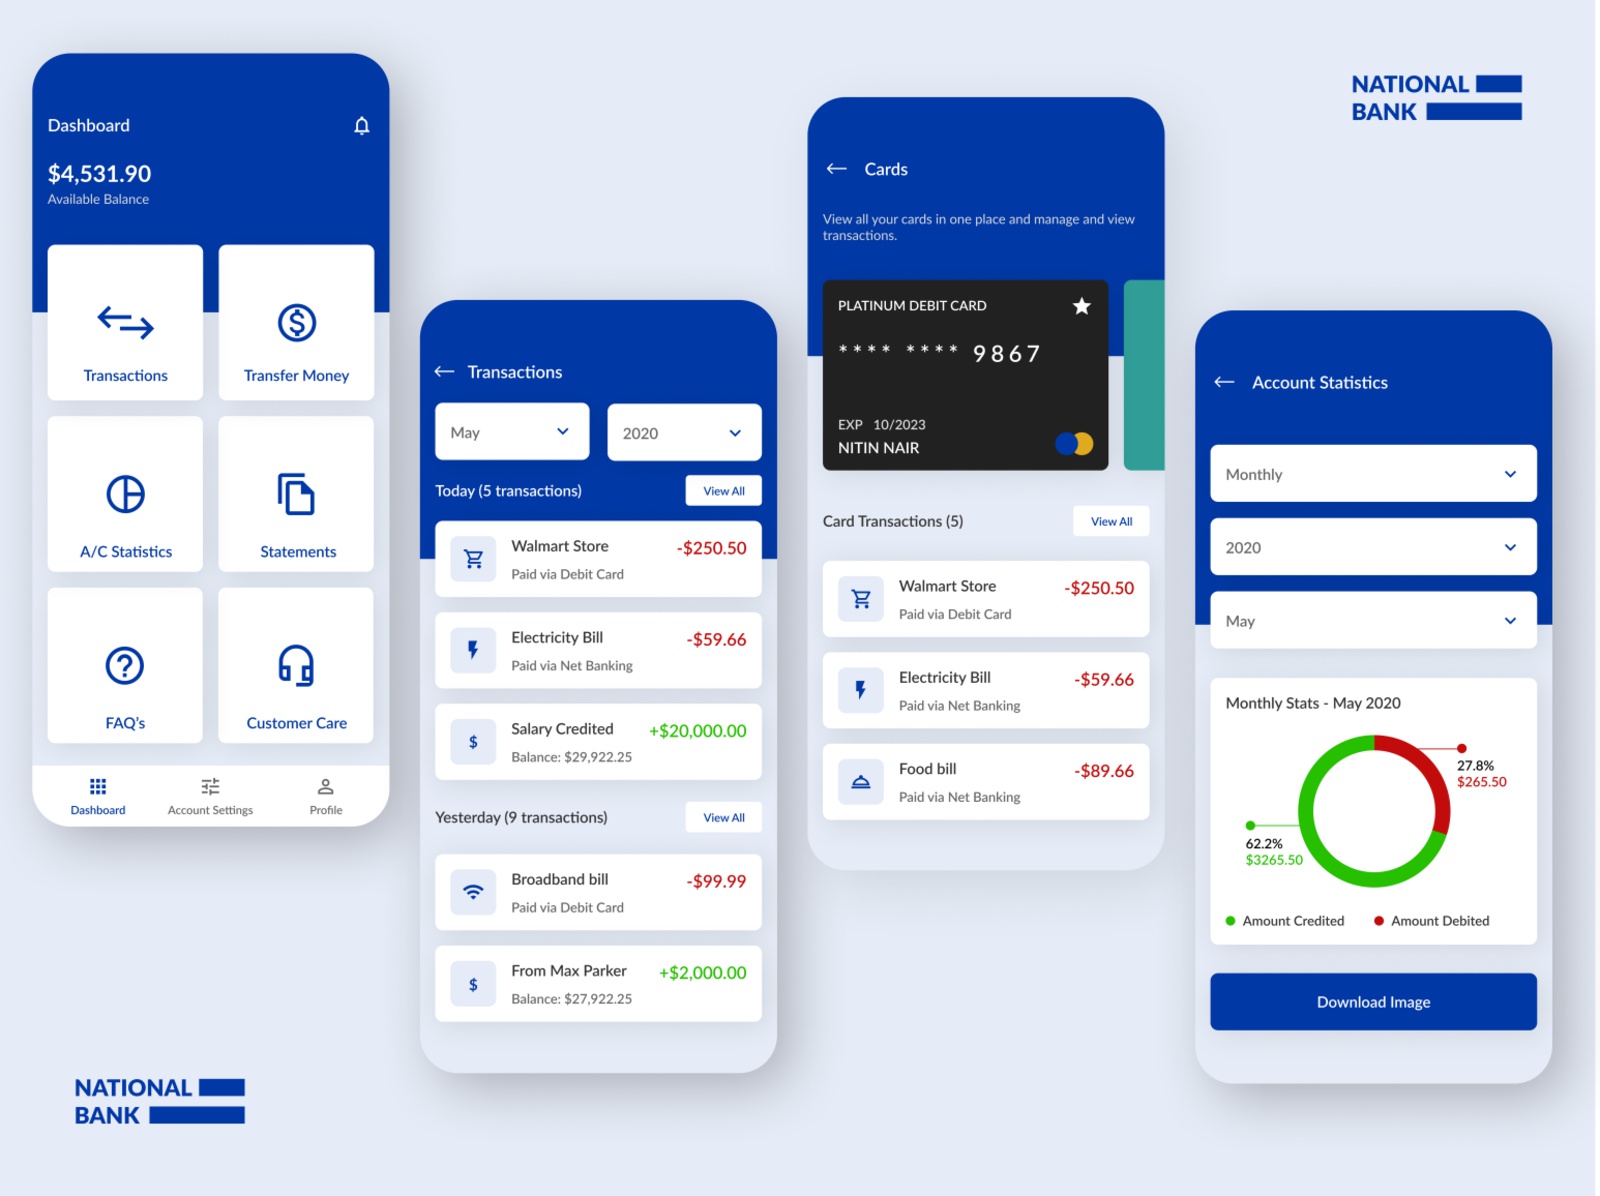 Dashboard
$4,531.90
Available Balance
Transactions
Transfer Money
A/C Statistics
Statements
FAQ's
Customer Care
Dashboard
Account Settings
Profile
NATIONAL
BANK
Transactions
May
2020
Today (5 transactions)
View All
Walmart Store
-$250.50
Paid via Debit Card
Electricity Bill
-$59.66
Paid via Net Banking
Salary Credited
+$20,000.00
Balance: $29,922.25
Yesterday (9 transactions)
View All
Broadband bill
-$99.99
Paid via Debit Card
From Max Parker
+$2,000.00
Balance: $27,922.25
Cards
View all your cards in one place and manage and view
transactions.
PLATINUM DEBIT CARD
**** **** 9867
EXP 10/2023
NITIN NAIR
Card Transactions (5)
View All
Walmart Store
-$250.50
Paid via Debit Card
Electricity Bill
-$59.66
Paid via Net Banking
Food bill
-$89.66
Paid via Net Banking
NATIONAL
BANK
Account Statistics
Monthly
2020
May
Monthly Stats - May 2020
27.8%
$265.50
62.2%
$3265.50
Amount Credited
Amount Debited
Download Image